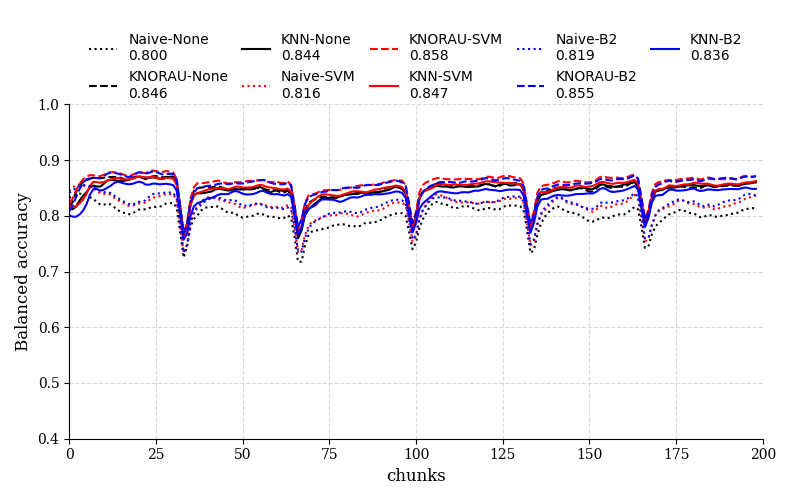 Naive-None KNN-None KNORAU-SVM Naive-B2 KNN-B2
0.800 0.844 0.858 0.819 0.836
KNORAU-None Naive-SVM KNN-SVM KNORAU-B2
0.846 0.816 0.847 0.855
1.0
0.9
0.8
0.7
0.6
0.5
0.4
Balanced accuracy
0 25 50 75 100 125 150 175 200
chunks